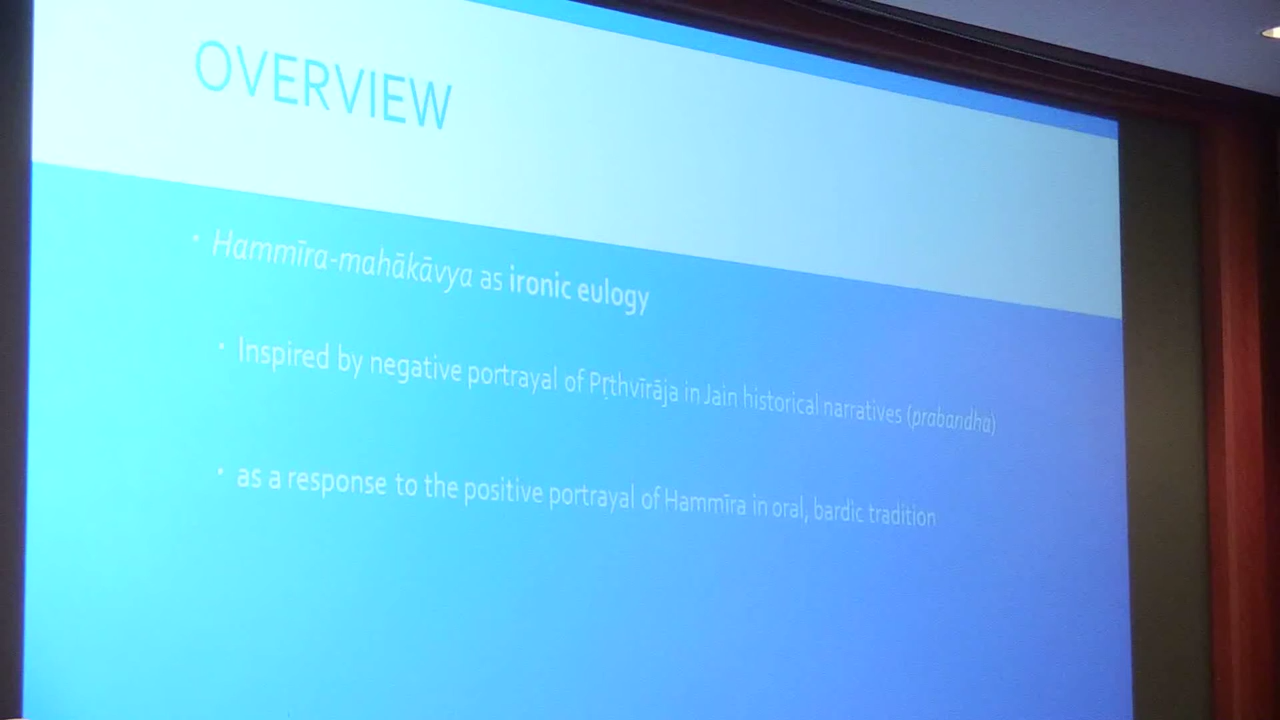 OVERVIEW
• Hammīra-mahākāvya as ironic eulogy
• Inspired by negative portrayal of Pṛthvīrāja in Jain historical narratives (prabandha)
• as a response to the positive portrayal of Hammīra in oral, bardic tradition